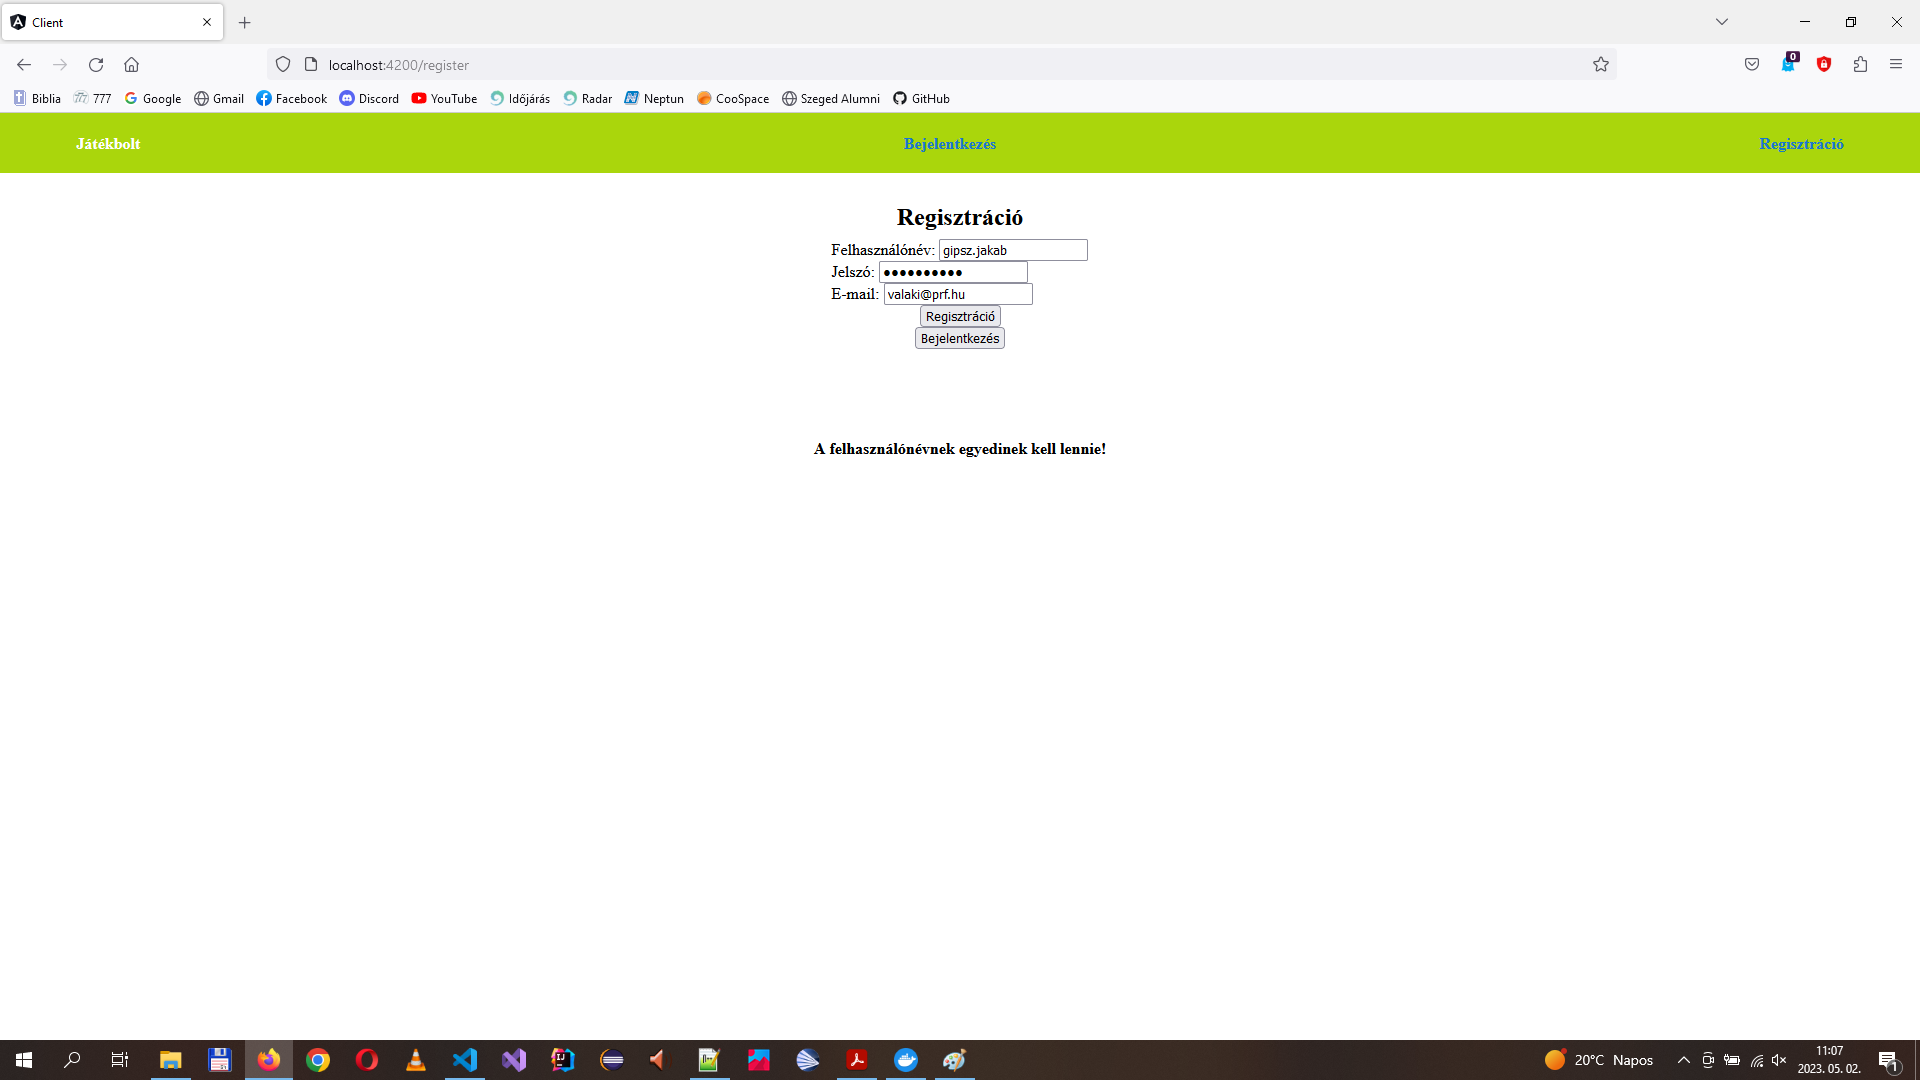 Client
localhost:4200/register
0
Biblia 777 Google Gmail Facebook Discord YouTube Időjárás Radar Neptun CooSpace Szeged Alumni GitHub
Játékbolt Bejelentkezés Regisztráció
Regisztráció
Felhasználónév: gipsz.jakab
Jelszó: ●●●●●●●●●●
E-mail: valaki@prf.hu
Regisztráció
Bejelentkezés
A felhasználónévnek egyedinek kell lennie!
20°C Napos
11:07
2023. 05. 02.
1